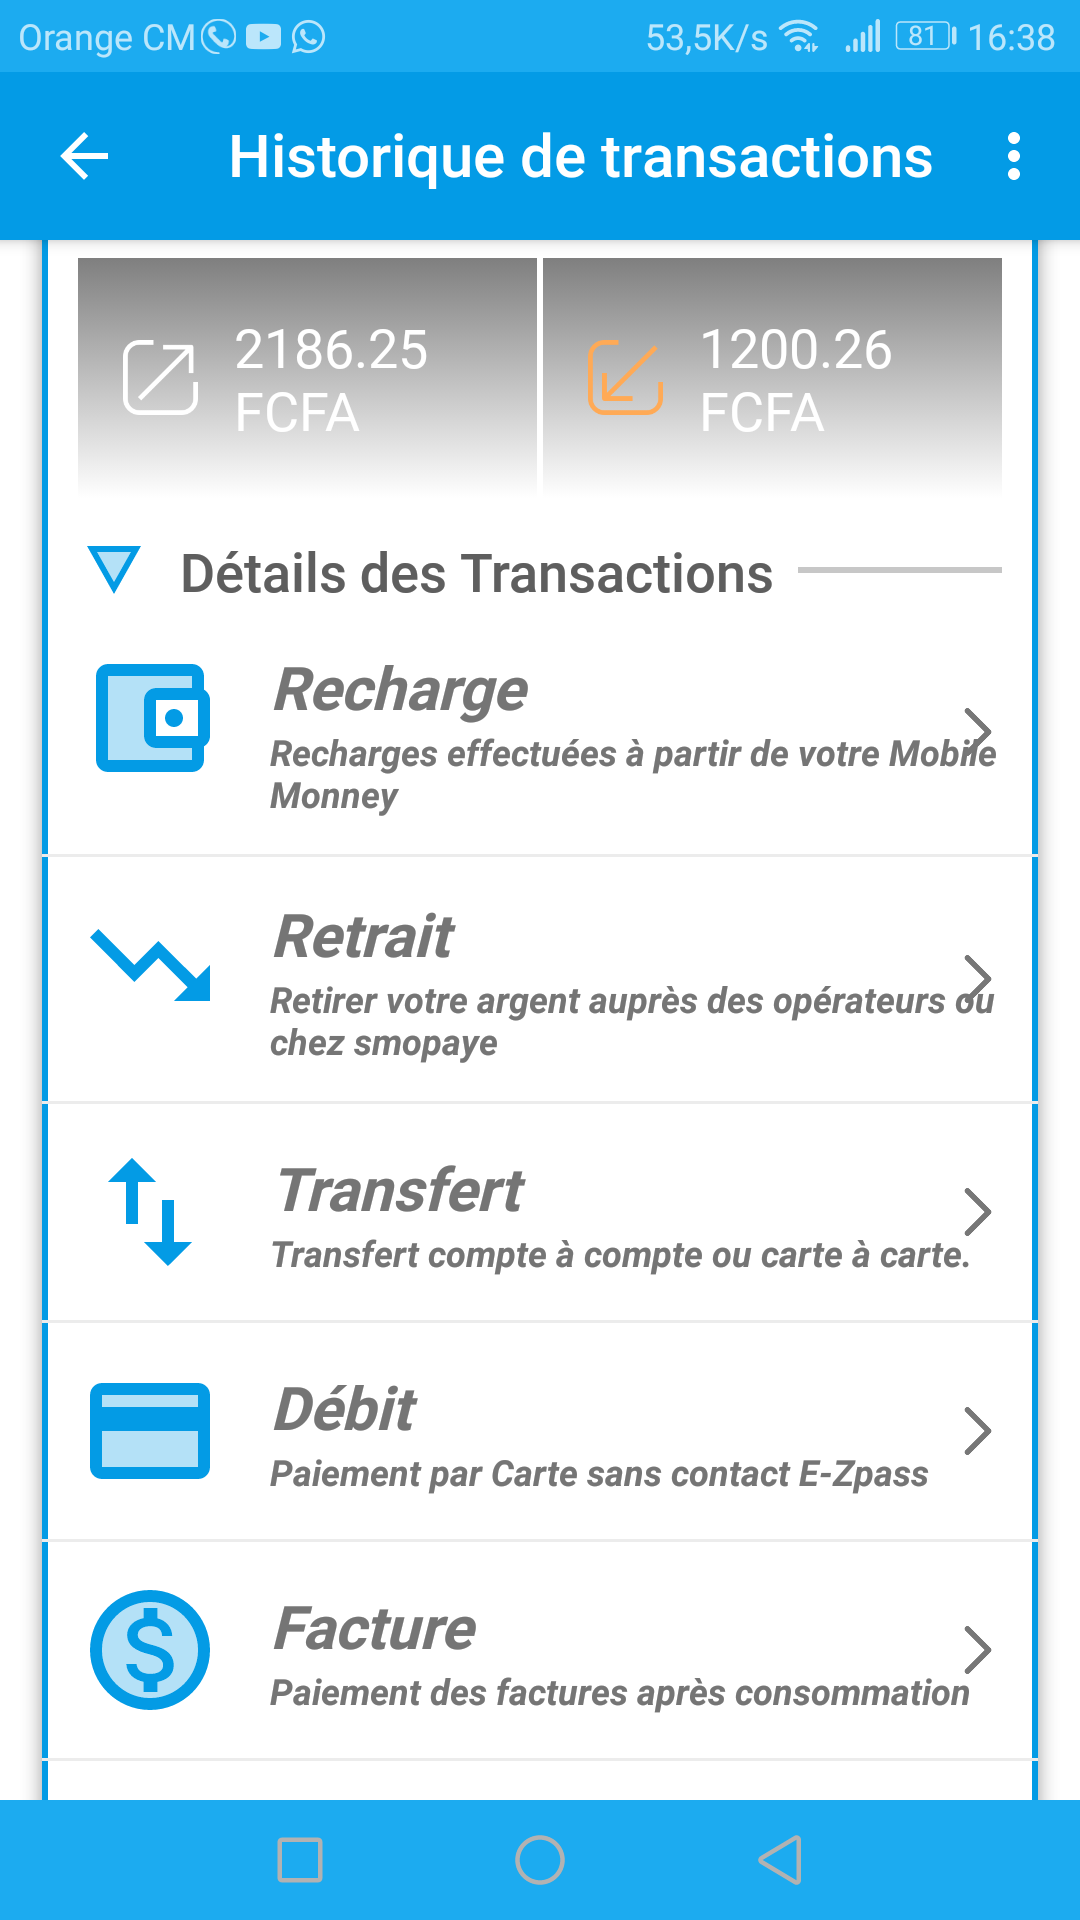 Orange CM 53,5K/s 81 16:38
Historique de transactions
2186.25
FCFA
1200.26
FCFA
Détails des Transactions
Recharge
Recharges effectuées à partir de votre Mobile
Monney
Retrait
Retirer votre argent auprès des opérateurs ou
chez smopaye
Transfert
Transfert compte à compte ou carte à carte.
Débit
Paiement par Carte sans contact E-Zpass
Facture
Paiement des factures après consommation